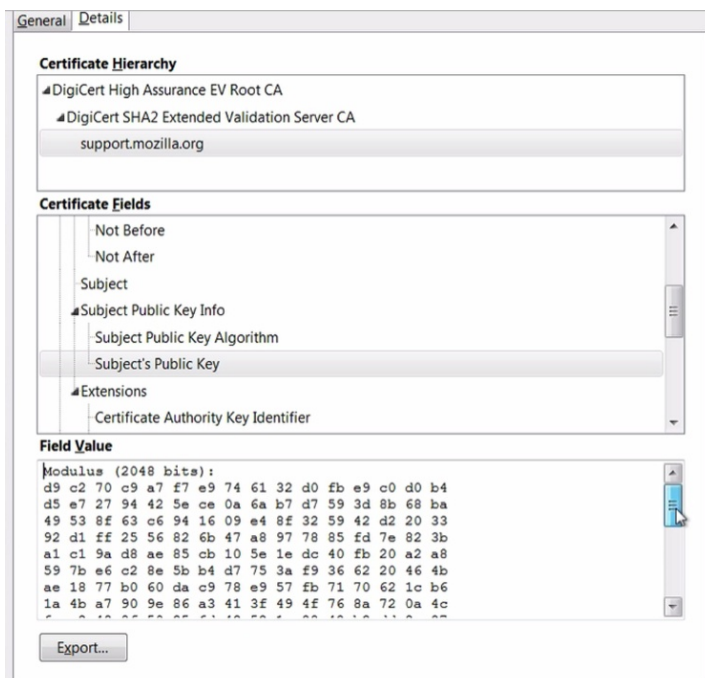 General Details
Certificate Hierarchy
DigiCert High Assurance EV Root CA
DigiCert SHA2 Extended Validation Server CA
support.mozilla.org
Certificate Fields
Not Before
Not After
Subject
Subject Public Key Info
Subject Public Key Algorithm
Subject's Public Key
Extensions
Certificate Authority Key Identifier
Field Value
Modulus (2048 bits):
d9 c2 70 c9 a7 f7 e9 74 61 32 d0 fb e9 c0 d0 b4
d5 e7 27 94 42 5e ce 0a 6a b7 d7 59 3d 8b 68 ba
49 53 8f 63 c6 94 16 09 e4 8f 32 59 42 d2 20 33
92 d1 ff 25 56 82 6b 47 a8 97 78 85 fd 7e 82 3b
a1 c1 9a d8 ae 85 cb 10 5e 1e dc 40 fb 20 a2 a8
59 7b e6 c2 8e 5b b4 d7 75 3a f9 36 62 20 46 4b
ae 18 77 b0 60 da c9 78 e9 57 fb 71 70 62 1c b6
1a 4b a7 90 9e 86 a3 41 3f 49 4f 76 8a 72 0a 4c
Export...